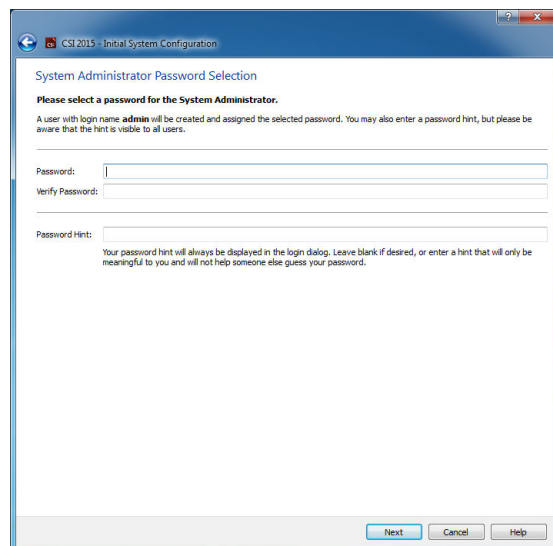 CSI 2015 - Initial System Configuration
System Administrator Password Selection
Please select a password for the System Administrator.
A user with login name admin will be created and assigned the selected password. You may also enter a password hint, but please be
aware that the hint is visible to all users.
Password:
Verify Password:
Password Hint:
Your password hint will always be displayed in the login dialog. Leave blank if desired, or enter a hint that will only be
meaningful to you and will not help someone else guess your password.
Next Cancel Help